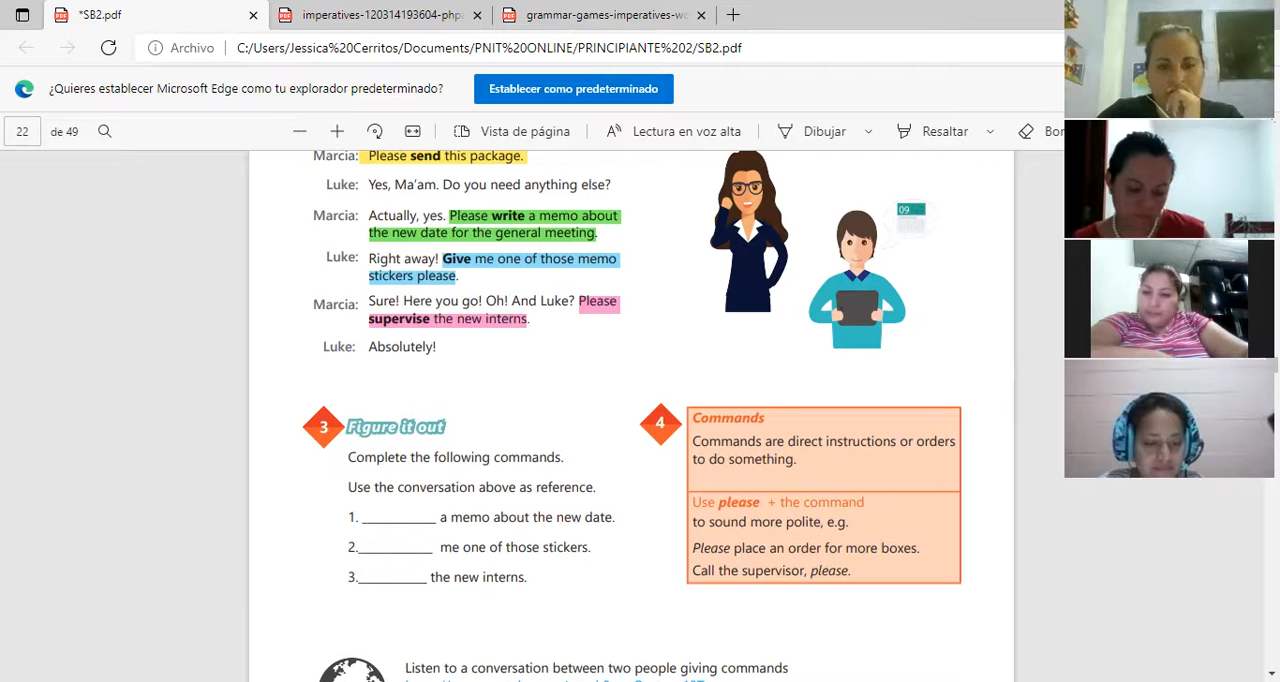 *SB2.pdf
imperatives-120314193604-php
grammar-games-imperatives-wo
Archivo
C:/Users/Jessica%20Cerritos/Documents/PNIT%20ONLINE/PRINCIPIANTE%202/SB2.pdf
¿Quieres establecer Microsoft Edge como tu explorador predeterminado?
Establecer como predeterminado
22 de 49
Vista de página
Lectura en voz alta
Dibujar
Resaltar
Bor
Marcia: Please send this package.
Luke: Yes, Ma'am. Do you need anything else?
Marcia: Actually, yes. Please write a memo about
the new date for the general meeting.
Luke: Right away! Give me one of those memo
stickers please.
Marcia: Sure! Here you go! Oh! And Luke? Please
supervise the new interns.
Luke: Absolutely!
09
3 Figure it out
Complete the following commands.
Use the conversation above as reference.
1. __________ a memo about the new date.
2.__________ me one of those stickers.
3.__________ the new interns.
4
Commands
Commands are direct instructions or orders
to do something.
Use please + the command
to sound more polite, e.g.
Please place an order for more boxes.
Call the supervisor, please.
Listen to a conversation between two people giving commands